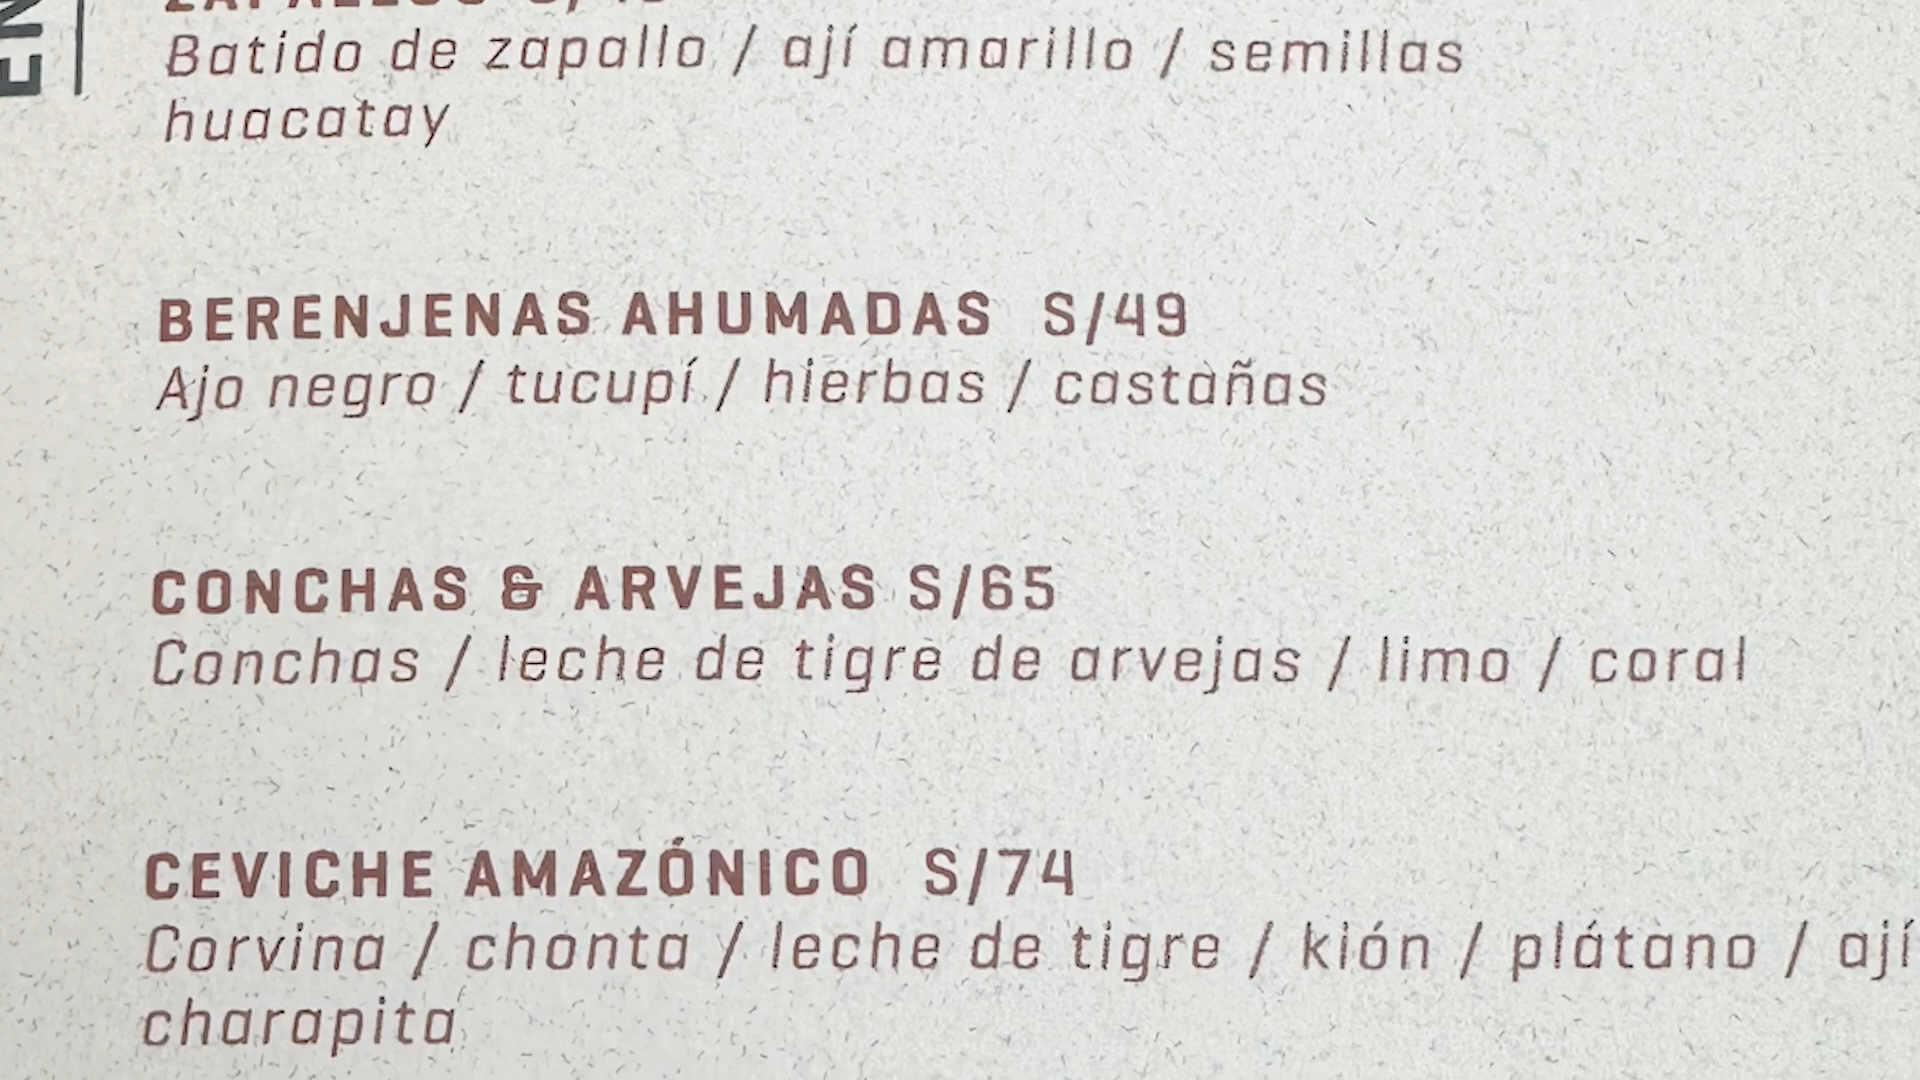 Batido de zapallo / ají amarillo / semillas
huacatay
BERENJENAS AHUMADAS S/49
Ajo negro / tucupí / hierbas / castañas
CONCHAS & ARVEJAS S/65
Conchas / leche de tigre de arvejas / limo / coral
CEVICHE AMAZÓNICO S/74
Corvina / chonta / leche de tigre / kión / plátano / ají
charapita